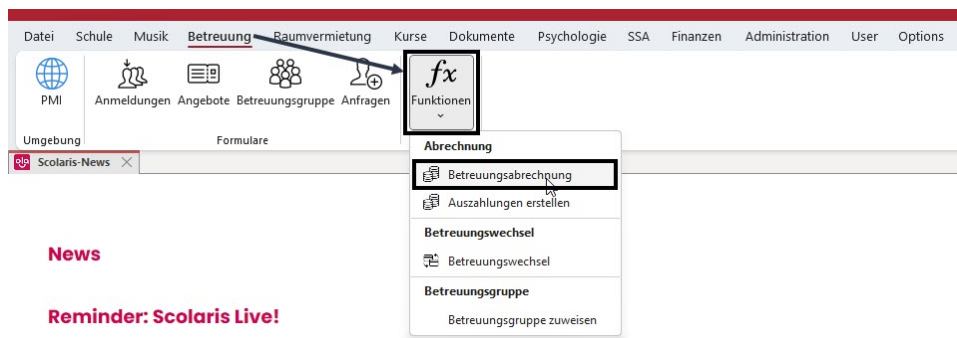 Datei Schule Musik Betreuung Raumvermietung Kurse Dokumente Psychologie SSA Finanzen Administration User Options
PMI Anmeldungen Angebote Betreuungsgruppe Anfragen fx Funktionen
Umgebung Formulare
Scolaris-News
Abrechnung
Betreuungsabrechnung
Auszahlungen erstellen
Betreuungswechsel
Betreuungswechsel
Betreuungsgruppe
Betreuungsgruppe zuweisen
News
Reminder: Scolaris Live!